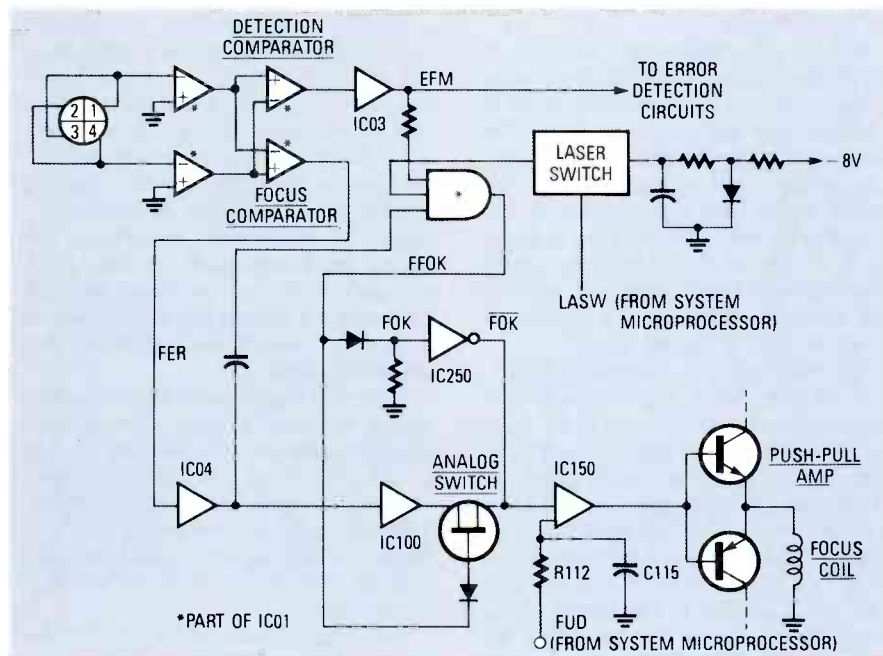 DETECTION
COMPARATOR
2 1
3 4
+
−
−
+
+
−
−
+
*
*
*
*
IC03
EFM
TO ERROR
DETECTION
CIRCUITS
LASER
SWITCH
−8V
FOCUS
COMPARATOR
*
FFOK
LASW (FROM SYSTEM
MICROPROCESSOR)
FER
FOK
FOK
IC250
IC04
ANALOG
SWITCH
IC150
PUSH-PULL
AMP
IC100
R112
C115
FOCUS
COIL
*PART OF IC01
FUD
(FROM SYSTEM MICROPROCESSOR)